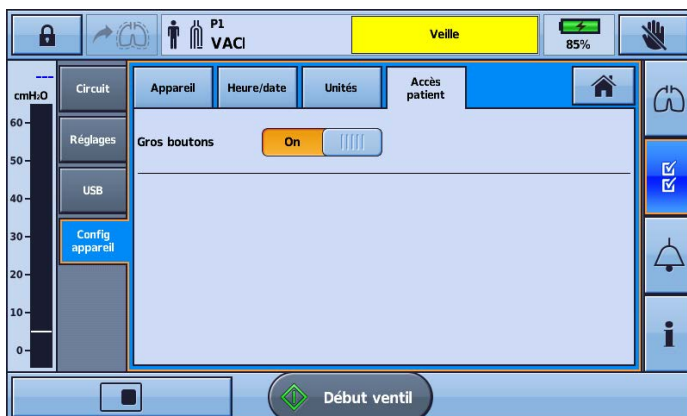 P1
VACI
Veille
85%
---
cmH₂O
60
50
40
30
20
10
0
Circuit
Réglages
USB
Config
appareil
Appareil
Heure/date
Unités
Accès
patient
Gros boutons
On
i
Début ventil